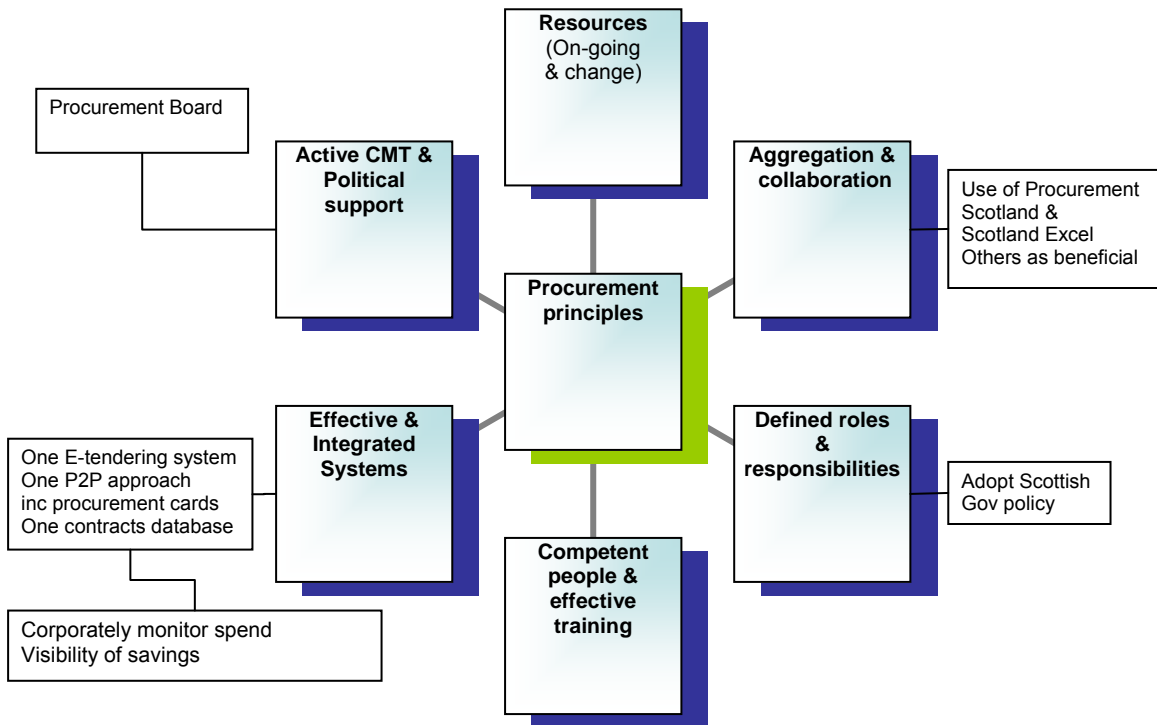 Resources
(On-going
& change)
Procurement Board
Active CMT &
Political
support
Aggregation &
collaboration
Use of Procurement
Scotland &
Scotland Excel
Others as beneficial
Procurement
principles
Effective &
Integrated
Systems
Defined roles
&
responsibilities
One E-tendering system
One P2P approach
inc procurement cards
One contracts database
Adopt Scottish
Gov policy
Competent
people &
effective
training
Corporately monitor spend
Visibility of savings